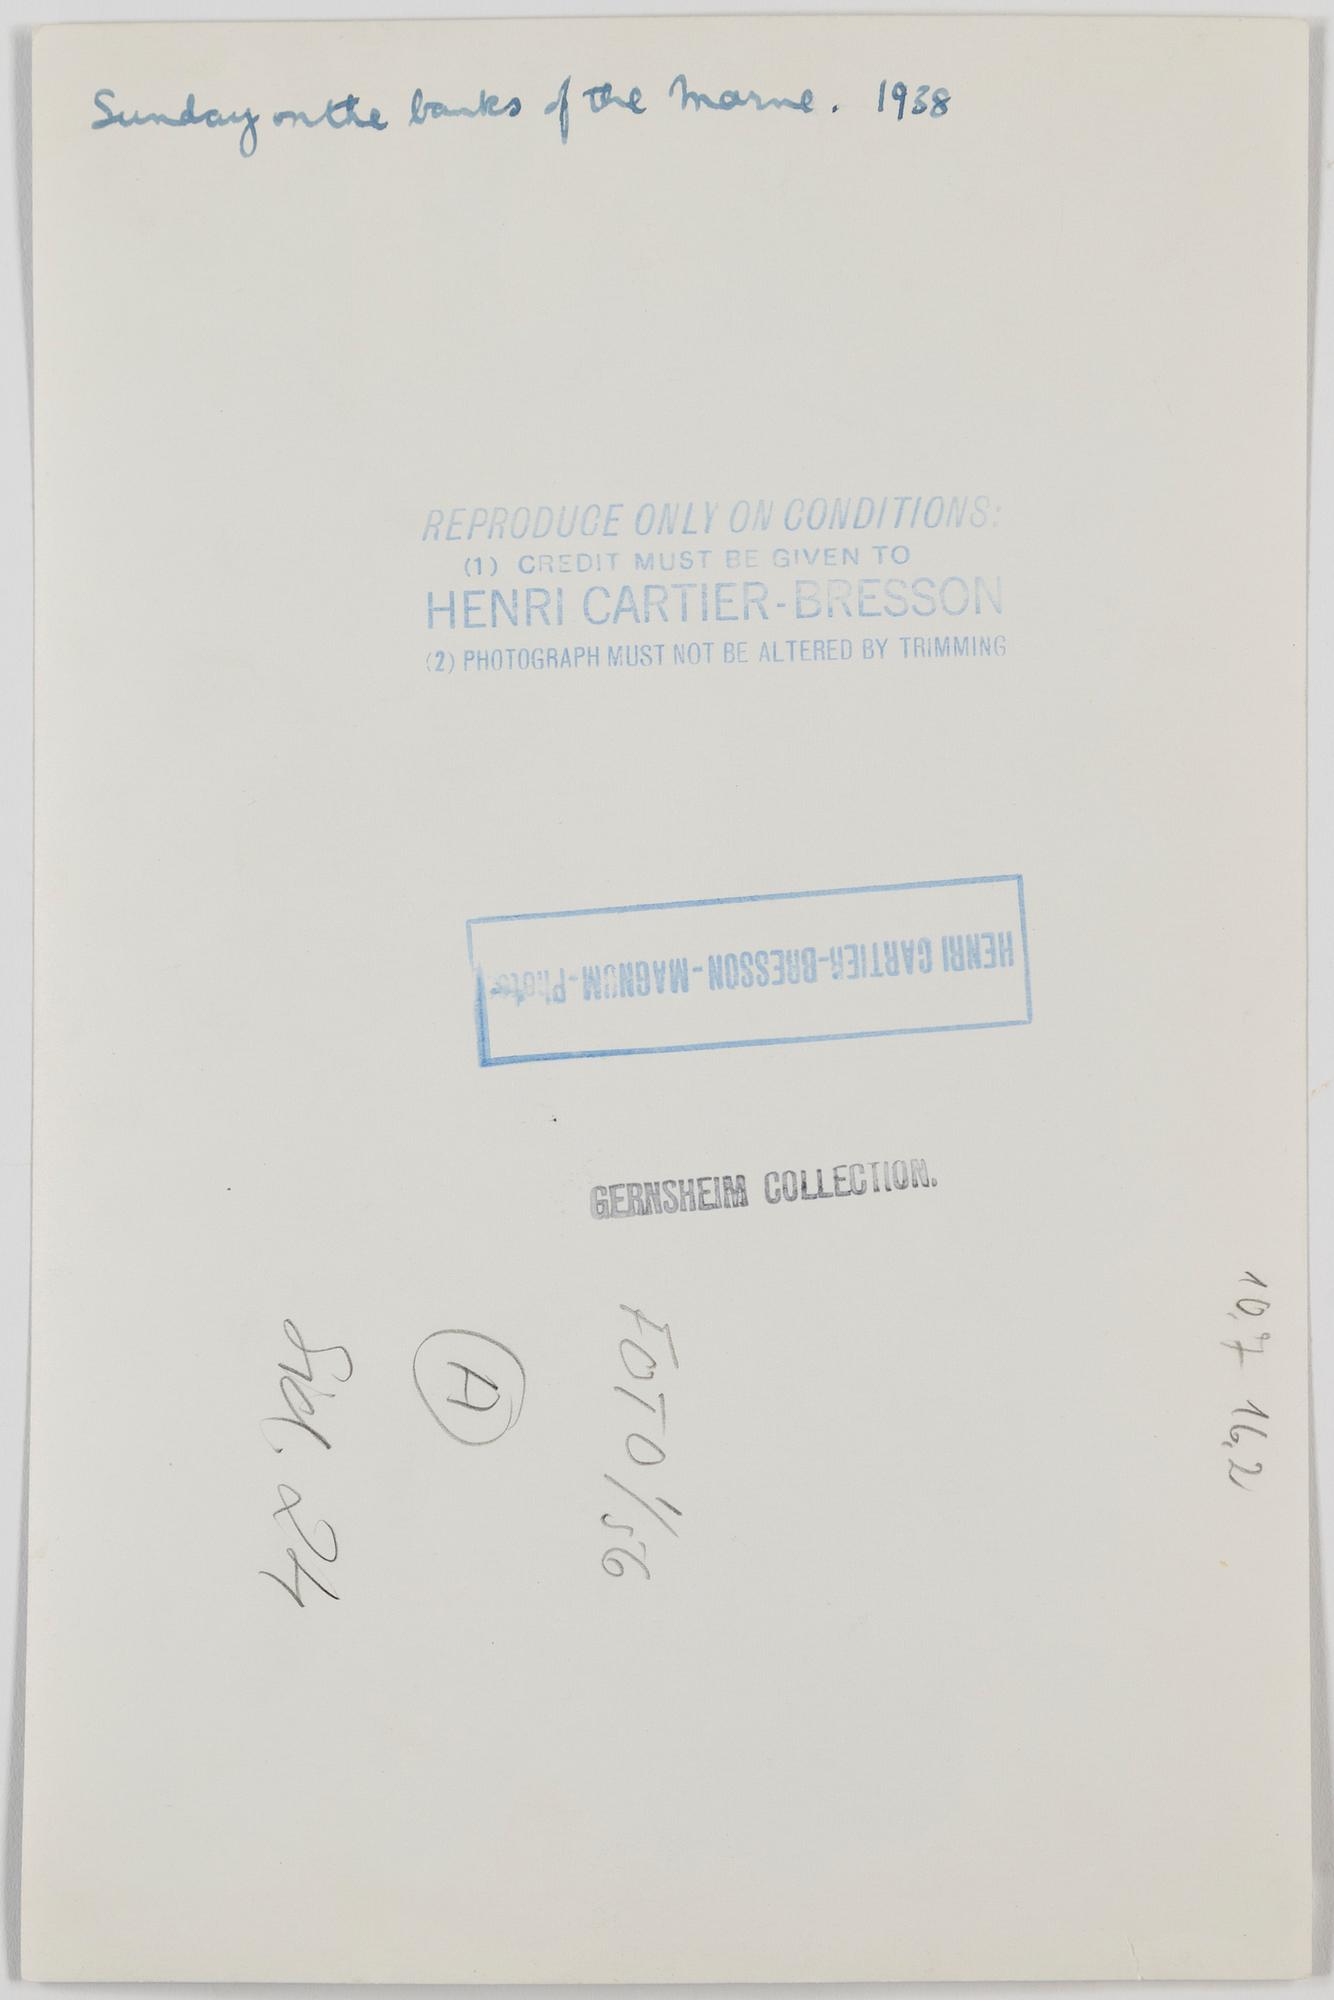 Sunday on the banks of the Marne. 1938
REPRODUCE ONLY ON CONDITIONS:
(1) CREDIT MUST BE GIVEN TO
HENRI CARTIER-BRESSON
(2) PHOTOGRAPH MUST NOT BE ALTERED BY TRIMMING
HENRI CARTIER-BRESSON-MAGNUM-Photo
GERNSHEIM COLLECTION.
10,7 16,2
FOTO 1/56
A
24